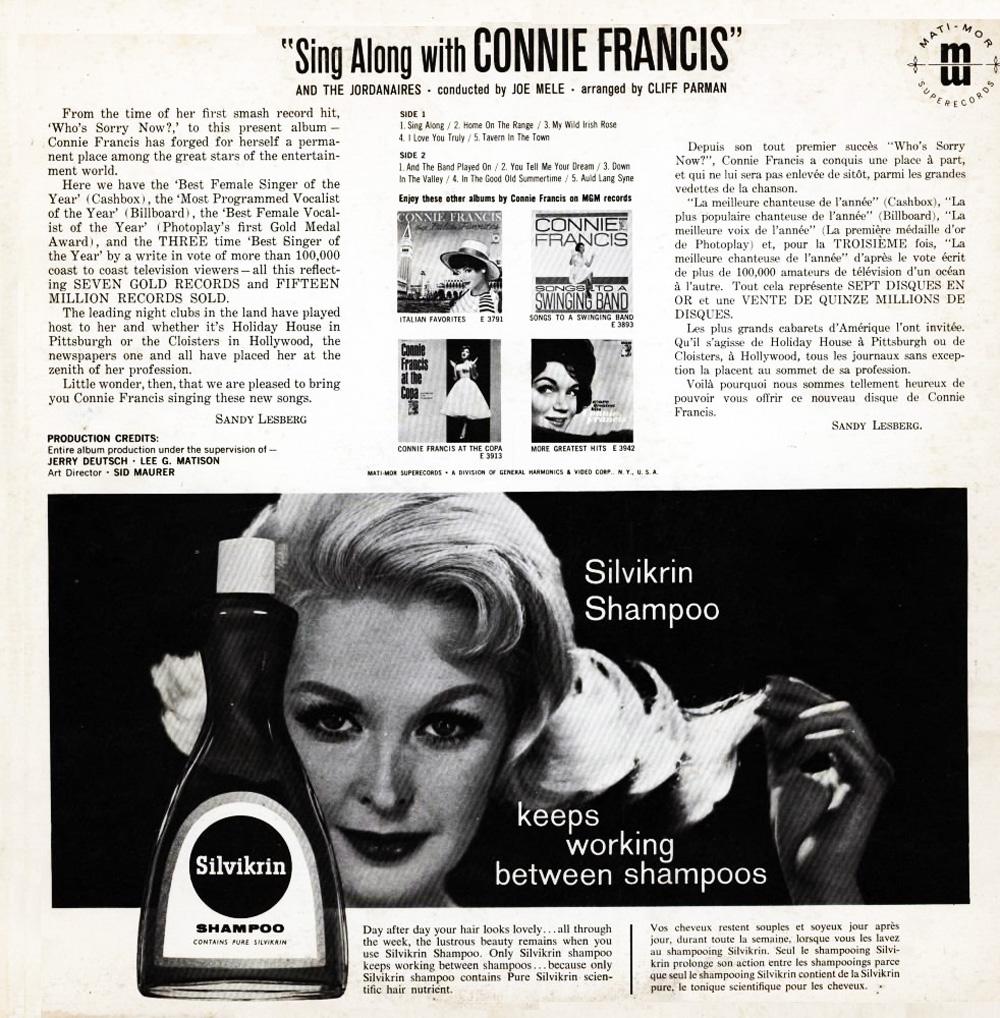 "Sing Along with CONNIE FRANCIS"
AND THE JORDANAIRES · conducted by JOE MELE · arranged by CLIFF PARMAN
MATI-MOR
m
SUPERECORDS
From the time of her first smash record hit,
'Who's Sorry Now?,' to this present album –
Connie Francis has forged for herself a perma-
nent place among the great stars of the entertain-
ment world.
Here we have the 'Best Female Singer of the
Year' (Cashbox), the 'Most Programmed Vocalist
of the Year' (Billboard), the 'Best Female Vocal-
ist of the Year' (Photoplay's first Gold Medal
Award), and the THREE time 'Best Singer of
the Year' by a write in vote of more than 100,000
coast to coast television viewers – all this reflect-
ing SEVEN GOLD RECORDS and FIFTEEN
MILLION RECORDS SOLD.
The leading night clubs in the land have played
host to her and whether it's Holiday House in
Pittsburgh or the Cloisters in Hollywood, the
newspapers one and all have placed her at the
zenith of her profession.
Little wonder, then, that we are pleased to bring
you Connie Francis singing these new songs.
SANDY LESBERG
PRODUCTION CREDITS:
Entire album production under the supervision of –
JERRY DEUTSCH · LEE G. MATISON
Art Director · SID MAURER
SIDE 1
1. Sing Along / 2. Home On The Range / 3. My Wild Irish Rose
4. I Love You Truly / 5. Tavern In The Town
SIDE 2
1. And The Band Played On / 2. You Tell Me Your Dream / 3. Down
In The Valley / 4. In The Good Old Summertime / 5. Auld Lang Syne
Enjoy these other albums by Connie Francis on MGM records
CONNIE FRANCIS
ITALIAN FAVORITES E 3791
CONNIE
FRANCIS
SONGS TO A
SWINGING BAND
SONGS TO A SWINGING BAND
E 3893
Connie
Francis
at the
Copa
CONNIE FRANCIS AT THE COPA
E 3913
more
greatest
hits
connie
francis
MORE GREATEST HITS E 3942
MATI-MOR SUPERECORDS · A DIVISION OF GENERAL HARMONICS & VIDEO CORP., N. Y., U. S. A.
Depuis son tout premier succès "Who's Sorry
Now?", Connie Francis a conquis une place à part,
et qui ne lui sera pas enlevée de sitôt, parmi les grandes
vedettes de la chanson.
"La meilleure chanteuse de l'année" (Cashbox), "La
plus populaire chanteuse de l'année" (Billboard), "La
meilleure voix de l'année" (La première médaille d'or
de Photoplay) et, pour la TROISIÈME fois, "La
meilleure chanteuse de l'année" d'après le vote écrit
de plus de 100,000 amateurs de télévision d'un océan
à l'autre. Tout cela représente SEPT DISQUES EN
OR et une VENTE DE QUINZE MILLIONS DE
DISQUES.
Les plus grands cabarets d'Amérique l'ont invitée.
Qu'il s'agisse de Holiday House à Pittsburgh ou de
Cloisters, à Hollywood, tous les journaux sans excep-
tion la placent au sommet de sa profession.
Voilà pourquoi nous sommes tellement heureux de
pouvoir vous offrir ce nouveau disque de Connie
Francis.
SANDY LESBERG.
Silvikrin
Shampoo
keeps
working
between shampoos
Silvikrin
SHAMPOO
CONTAINS PURE SILVIKRIN
Day after day your hair looks lovely...all through
the week, the lustrous beauty remains when you
use Silvikrin Shampoo. Only Silvikrin shampoo
keeps working between shampoos...because only
Silvikrin shampoo contains Pure Silvikrin scien-
tific hair nutrient.
Vos cheveux restent souples et soyeux jour après
jour, durant toute la semaine, lorsque vous les lavez
au shampooing Silvikrin. Seul le shampooing Silvi-
krin prolonge son action entre les shampooings parce
que seul le shampooing Silvikrin contient de la Silvikrin
pure, le tonique scientifique pour les cheveux.